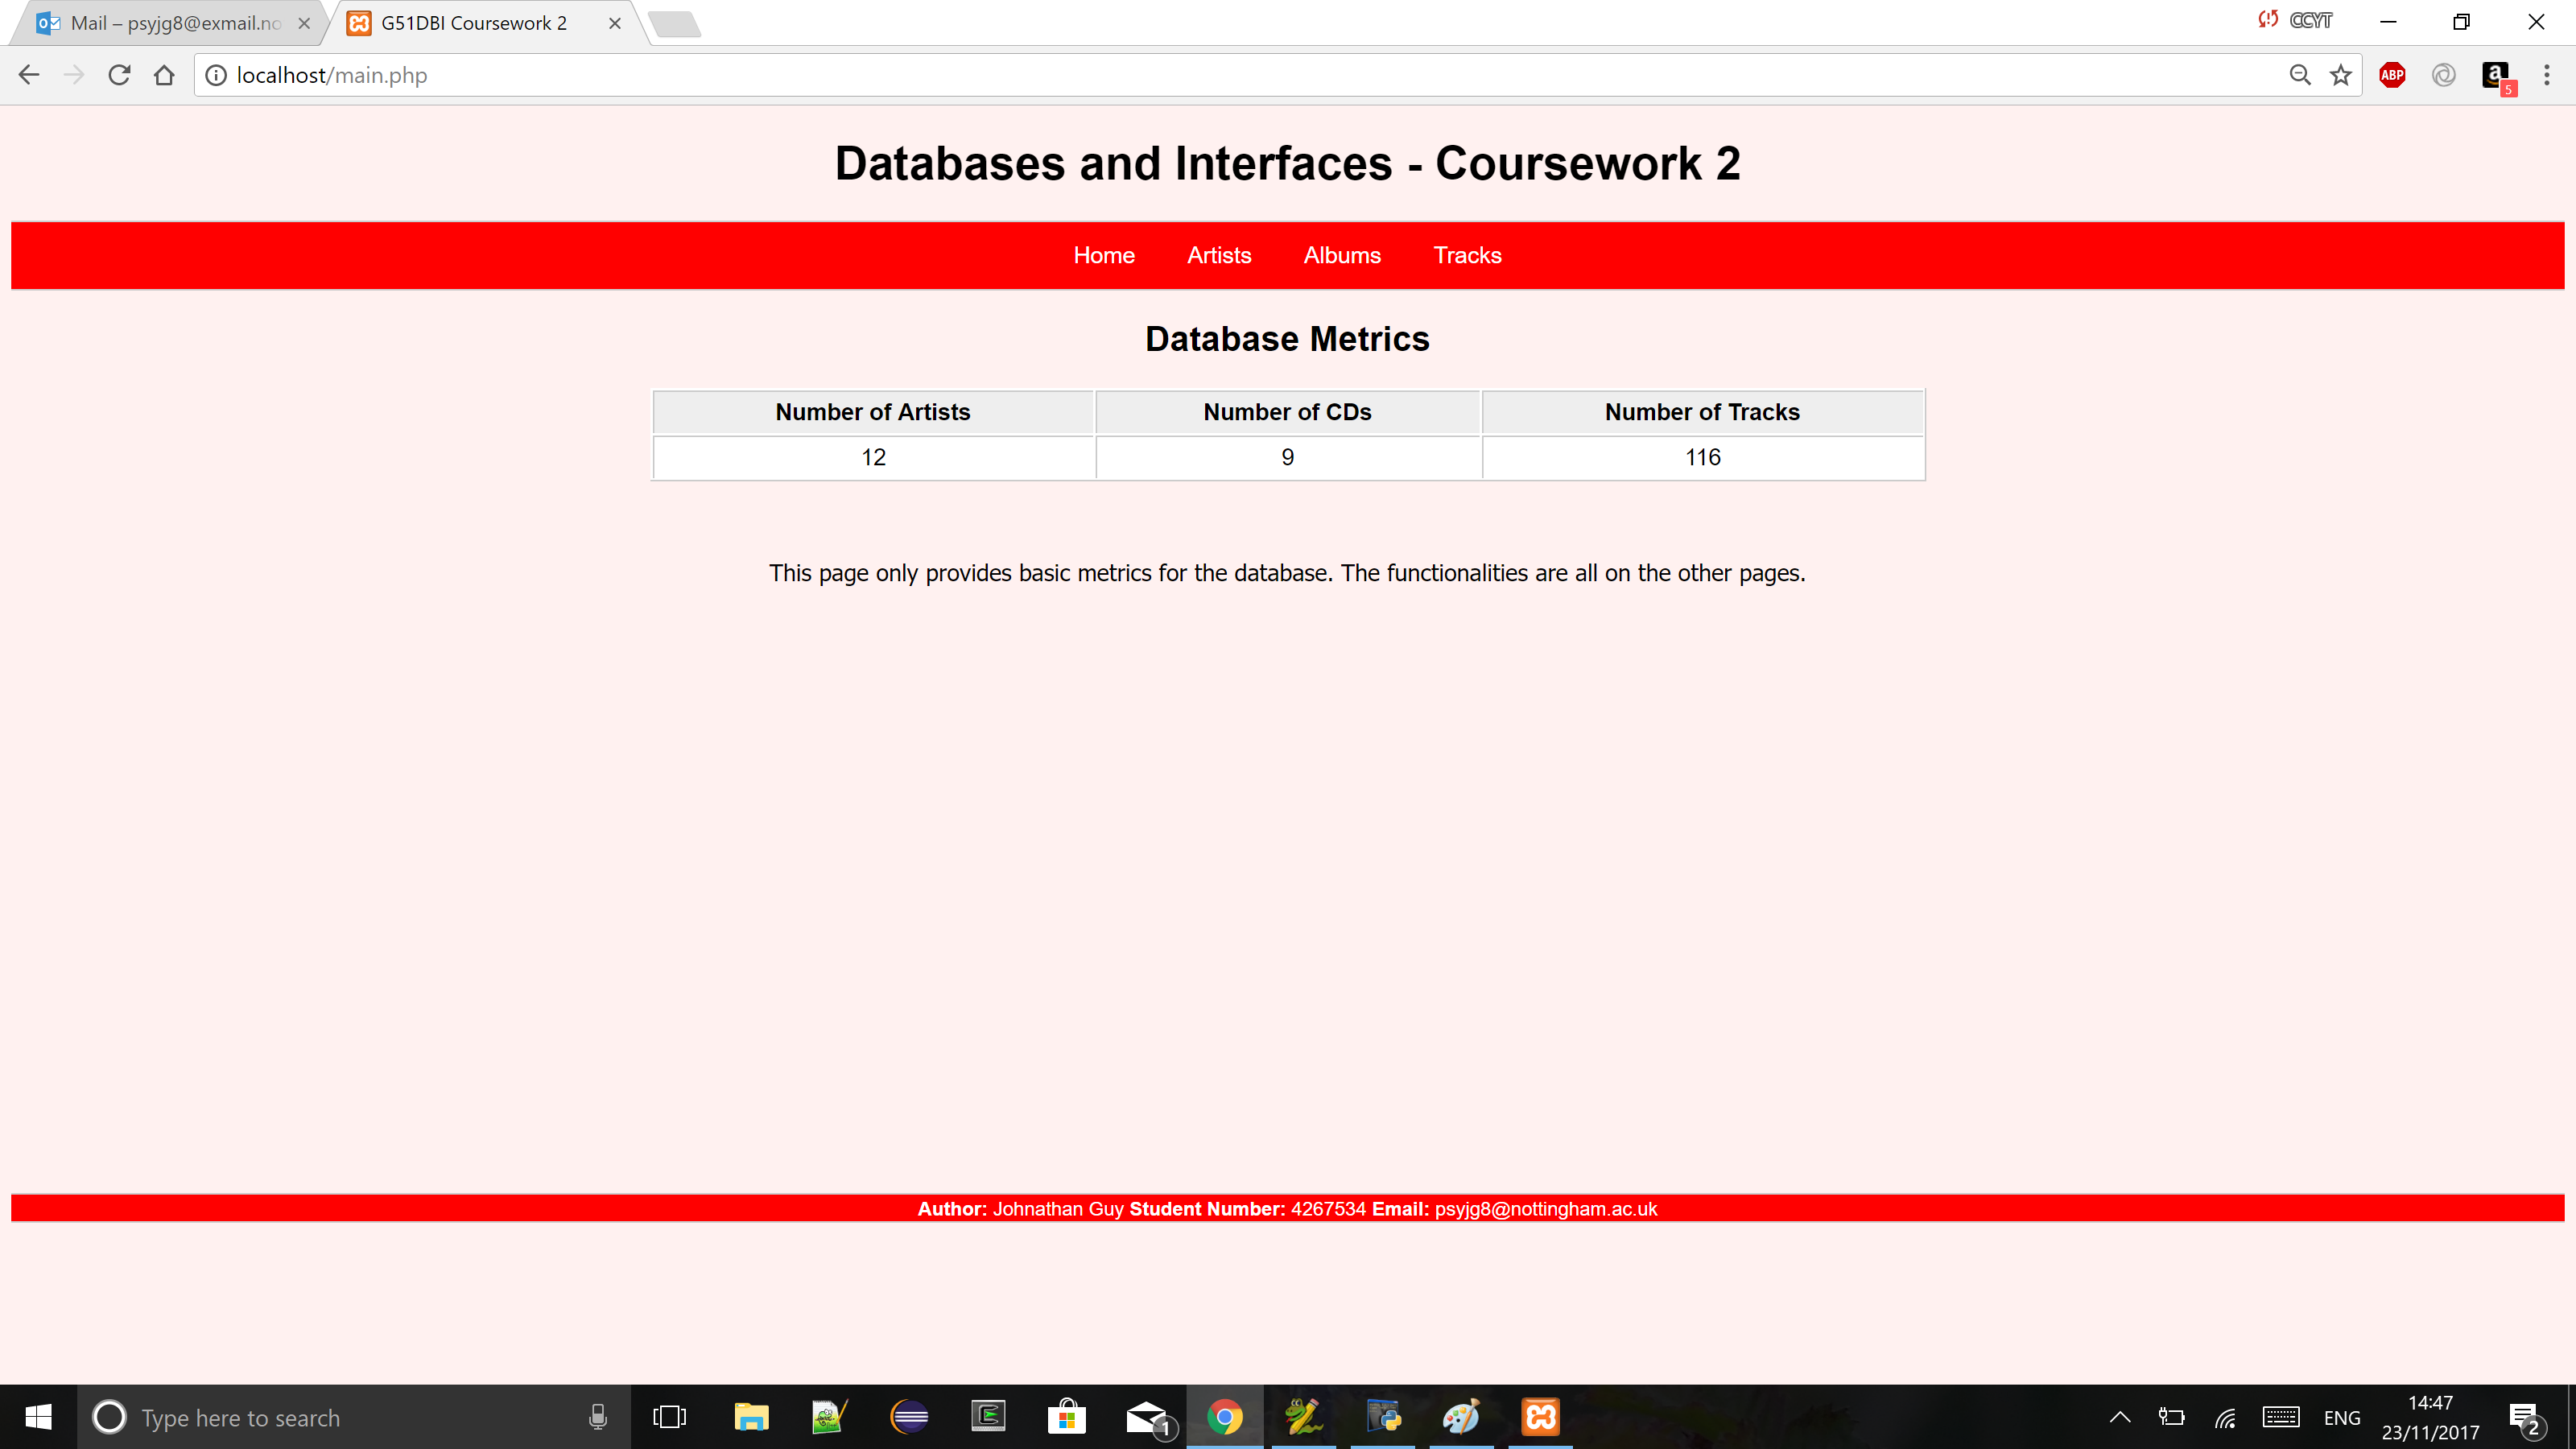 Mail – psyjg8@exmail.no
G51DBI Coursework 2
CCYT
localhost/main.php
ABP
a
5
Databases and Interfaces - Coursework 2
Home Artists Albums Tracks
Database Metrics
Number of Artists Number of CDs Number of Tracks
12 9 116
This page only provides basic metrics for the database. The functionalities are all on the other pages.
Author: Johnathan Guy Student Number: 4267534 Email: psyjg8@nottingham.ac.uk
Type here to search
1
ENG
14:47
23/11/2017
2